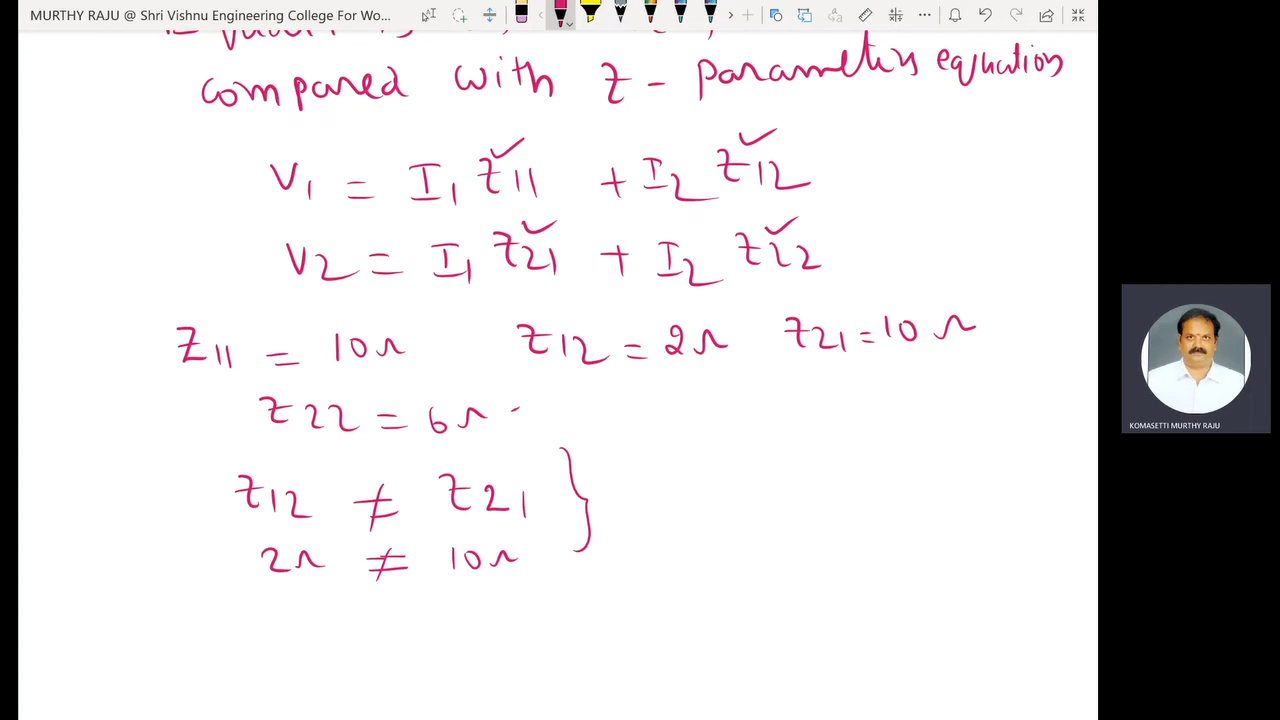 MURTHY RAJU @ Shri Vishnu Engineering College For Wo...
compared with Z - parameters equations
V1 = I1 Z11 + I2 Z12
V2 = I1 Z21 + I2 Z22
Z11 = 10Ω Z12 = 2Ω Z21 = 10Ω
Z22 = 6Ω
Z12 ≠ Z21
2Ω ≠ 10Ω
KOMASETTI MURTHY RAJU